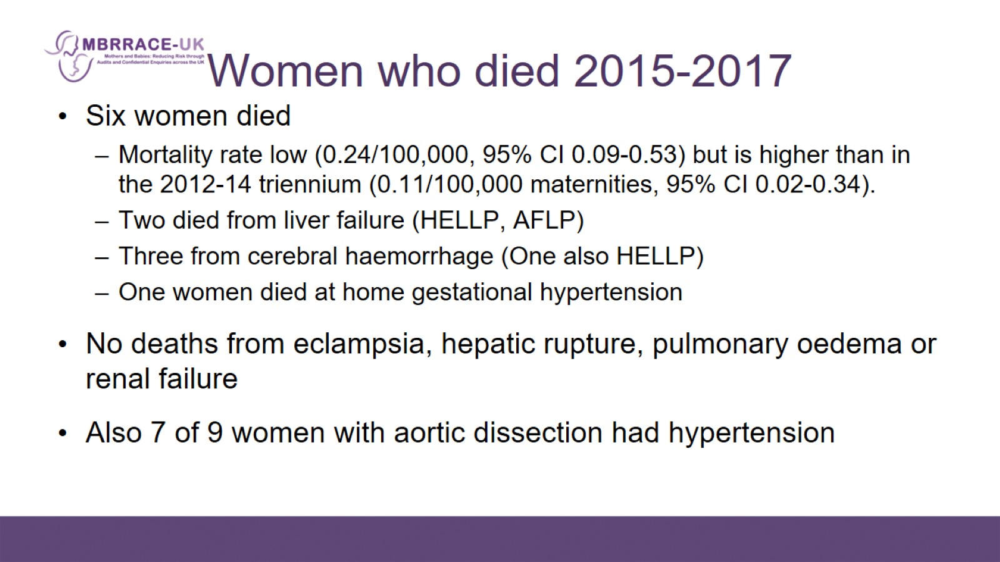 MBRRACE-UK
Mothers and Babies: Reducing Risk through
Audits and Confidential Enquiries across the UK
Women who died 2015-2017
• Six women died
– Mortality rate low (0.24/100,000, 95% CI 0.09-0.53) but is higher than in
the 2012-14 triennium (0.11/100,000 maternities, 95% CI 0.02-0.34).
– Two died from liver failure (HELLP, AFLP)
– Three from cerebral haemorrhage (One also HELLP)
– One women died at home gestational hypertension
• No deaths from eclampsia, hepatic rupture, pulmonary oedema or
renal failure
• Also 7 of 9 women with aortic dissection had hypertension